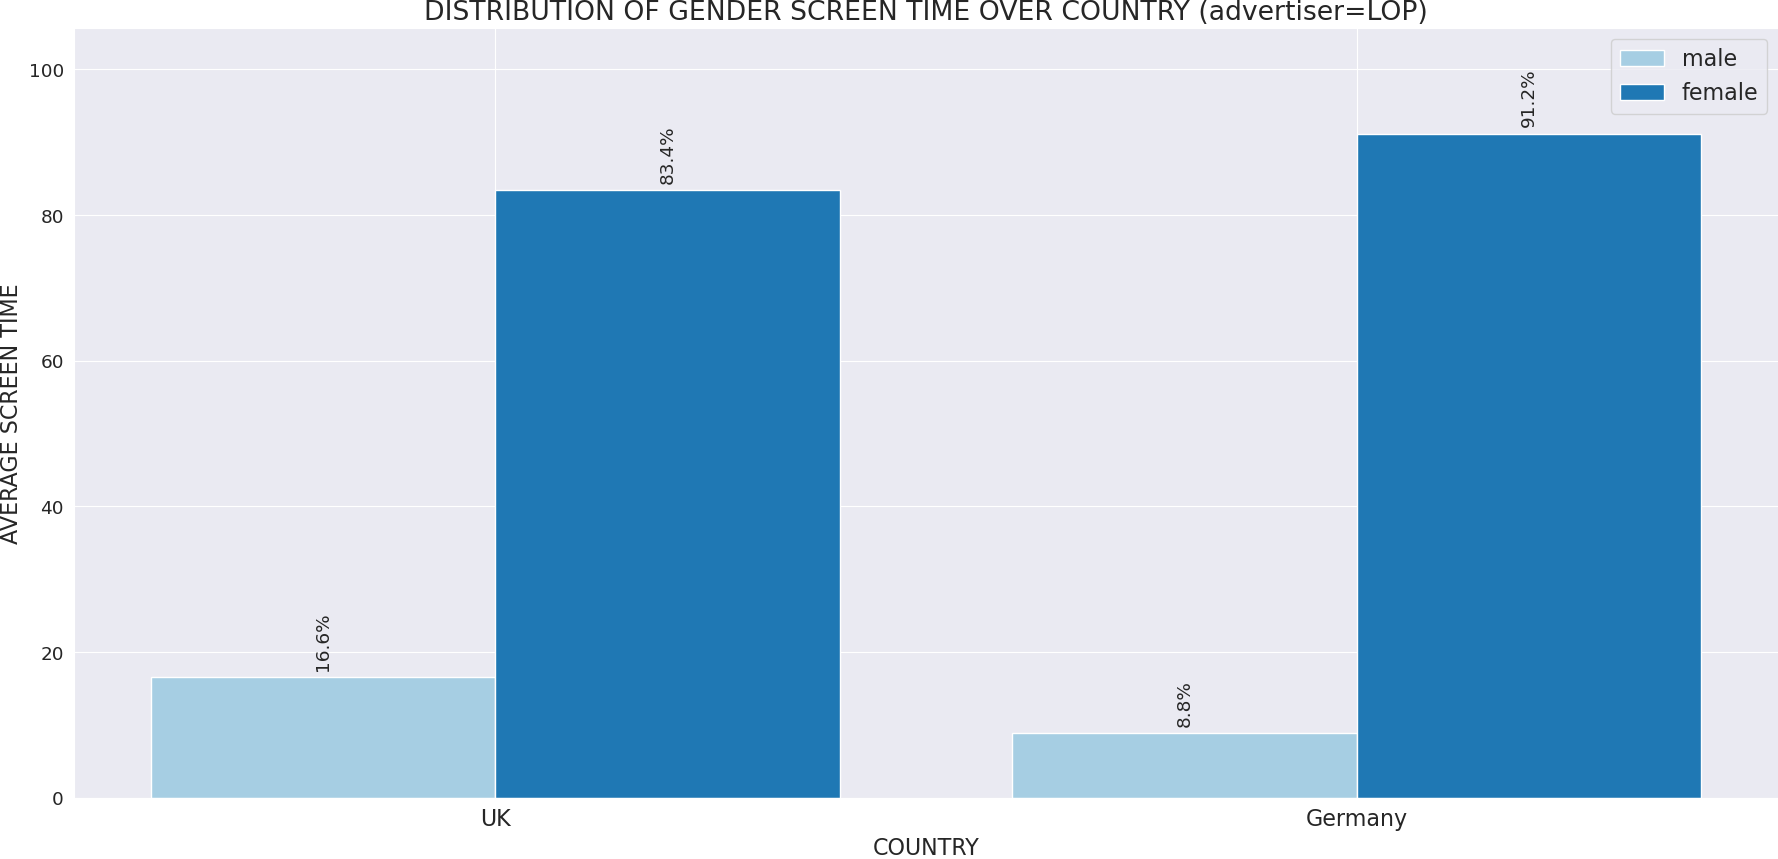 DISTRIBUTION OF GENDER SCREEN TIME OVER COUNTRY (advertiser=LOP)
male
female
100
80
60
40
20
0
AVERAGE SCREEN TIME
16.6%
83.4%
8.8%
91.2%
UK
Germany
COUNTRY